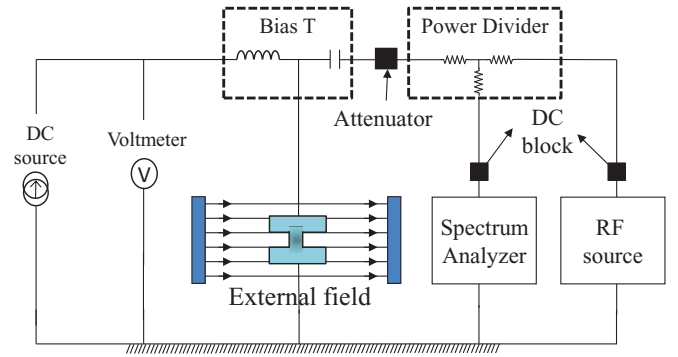 Bias T
Power Divider
Attenuator
DC
source
Voltmeter
V
DC
block
Spectrum
Analyzer
RF
source
External field